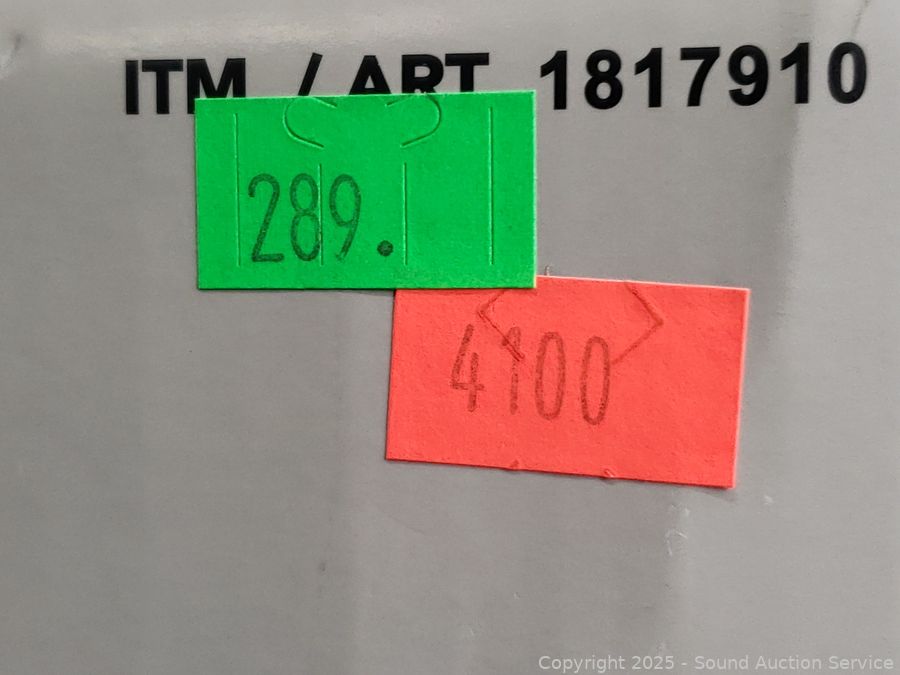 ITM. / ART. 1817910
289.
4100
Copyright 2025 - Sound Auction Service